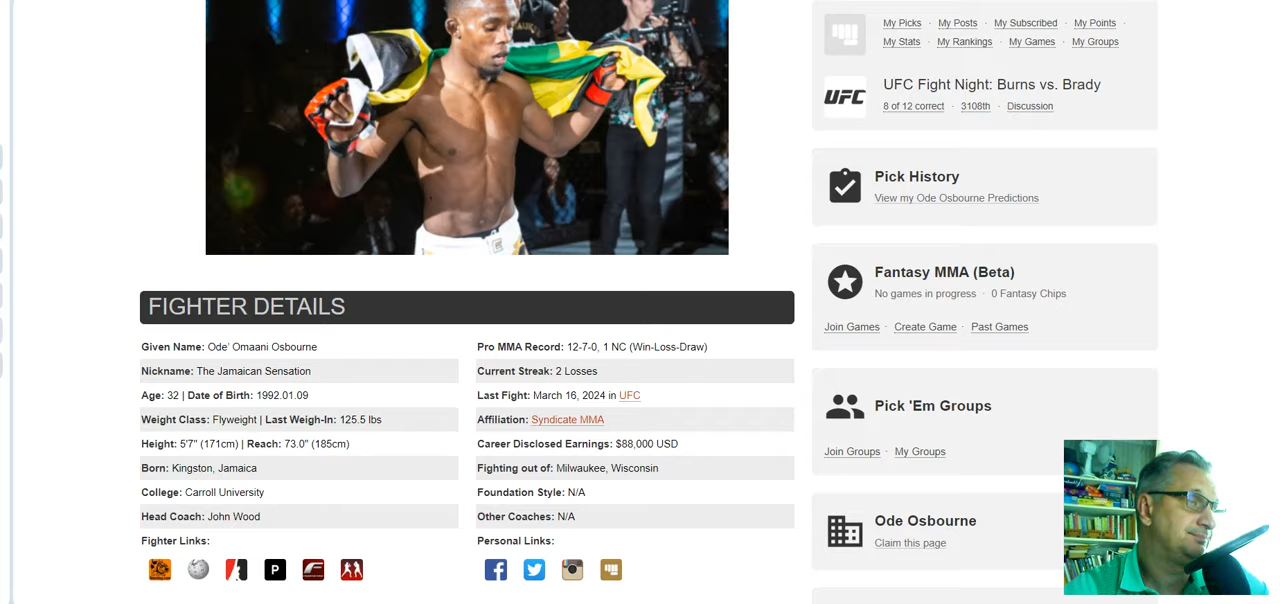 My Picks · My Posts · My Subscribed · My Points ·
My Stats · My Rankings · My Games · My Groups
UFC
UFC Fight Night: Burns vs. Brady
8 of 12 correct · 3108th · Discussion
Pick History
View my Ode Osbourne Predictions
Fantasy MMA (Beta)
No games in progress · 0 Fantasy Chips
Join Games · Create Game · Past Games
Pick 'Em Groups
Join Groups · My Groups
Ode Osbourne
Claim this page
FIGHTER DETAILS
Given Name: Ode' Omaani Osbourne
Pro MMA Record: 12-7-0, 1 NC (Win-Loss-Draw)
Nickname: The Jamaican Sensation
Current Streak: 2 Losses
Age: 32 | Date of Birth: 1992.01.09
Last Fight: March 16, 2024 in UFC
Weight Class: Flyweight | Last Weigh-In: 125.5 lbs
Affiliation: Syndicate MMA
Height: 5'7" (171cm) | Reach: 73.0" (185cm)
Career Disclosed Earnings: $88,000 USD
Born: Kingston, Jamaica
Fighting out of: Milwaukee, Wisconsin
College: Carroll University
Foundation Style: N/A
Head Coach: John Wood
Other Coaches: N/A
Fighter Links:
Personal Links:
P